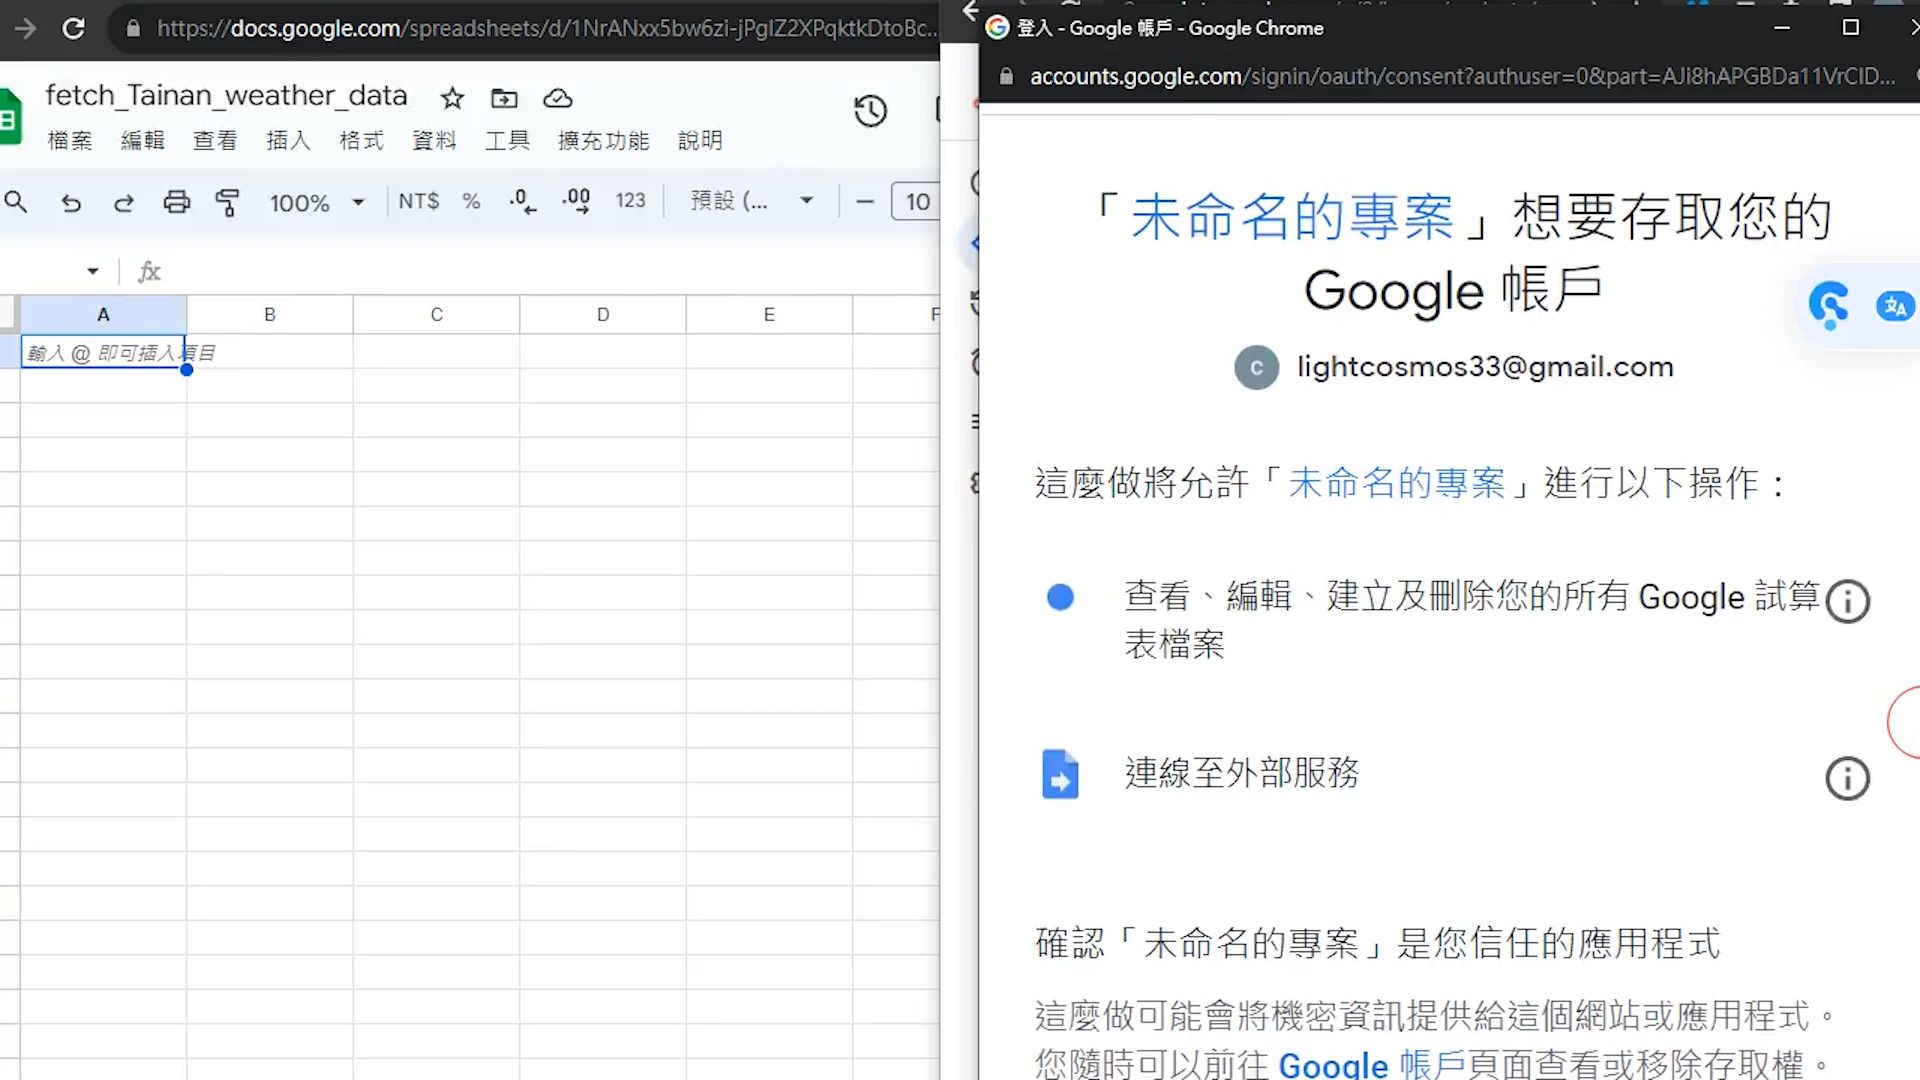 https://docs.google.com/spreadsheets/d/1NrANxx5bw6zi-jPgIZ2XPqktkDtoBc...
fetch_Tainan_weather_data
檔案 編輯 查看 插入 格式 資料 工具 擴充功能 說明
100% NT$ % .0 .00 123 預設 (... 10
fx
A B C D E F
輸入 @ 即可插入項目
登入 - Google 帳戶 - Google Chrome
accounts.google.com/signin/oauth/consent?authuser=0&part=AJi8hAPGBDa11VrCID...
「未命名的專案」想要存取您的
Google 帳戶
c lightcosmos33@gmail.com
這麼做將允許「未命名的專案」進行以下操作：
查看、編輯、建立及刪除您的所有 Google 試算
表檔案
連線至外部服務
確認「未命名的專案」是您信任的應用程式
這麼做可能會將機密資訊提供給這個網站或應用程式。
您隨時可以前往 Google 帳戶頁面查看或移除存取權。